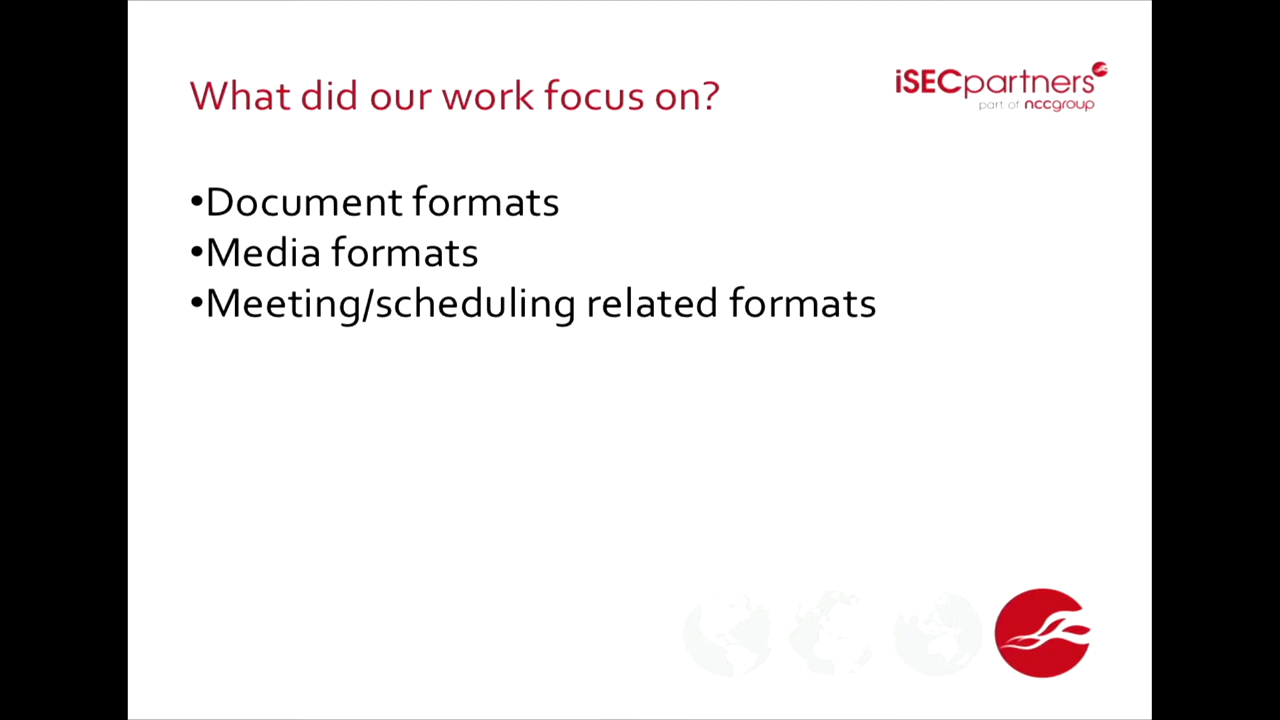 What did our work focus on?
iSECpartners
part of nccgroup
•Document formats
•Media formats
•Meeting/scheduling related formats